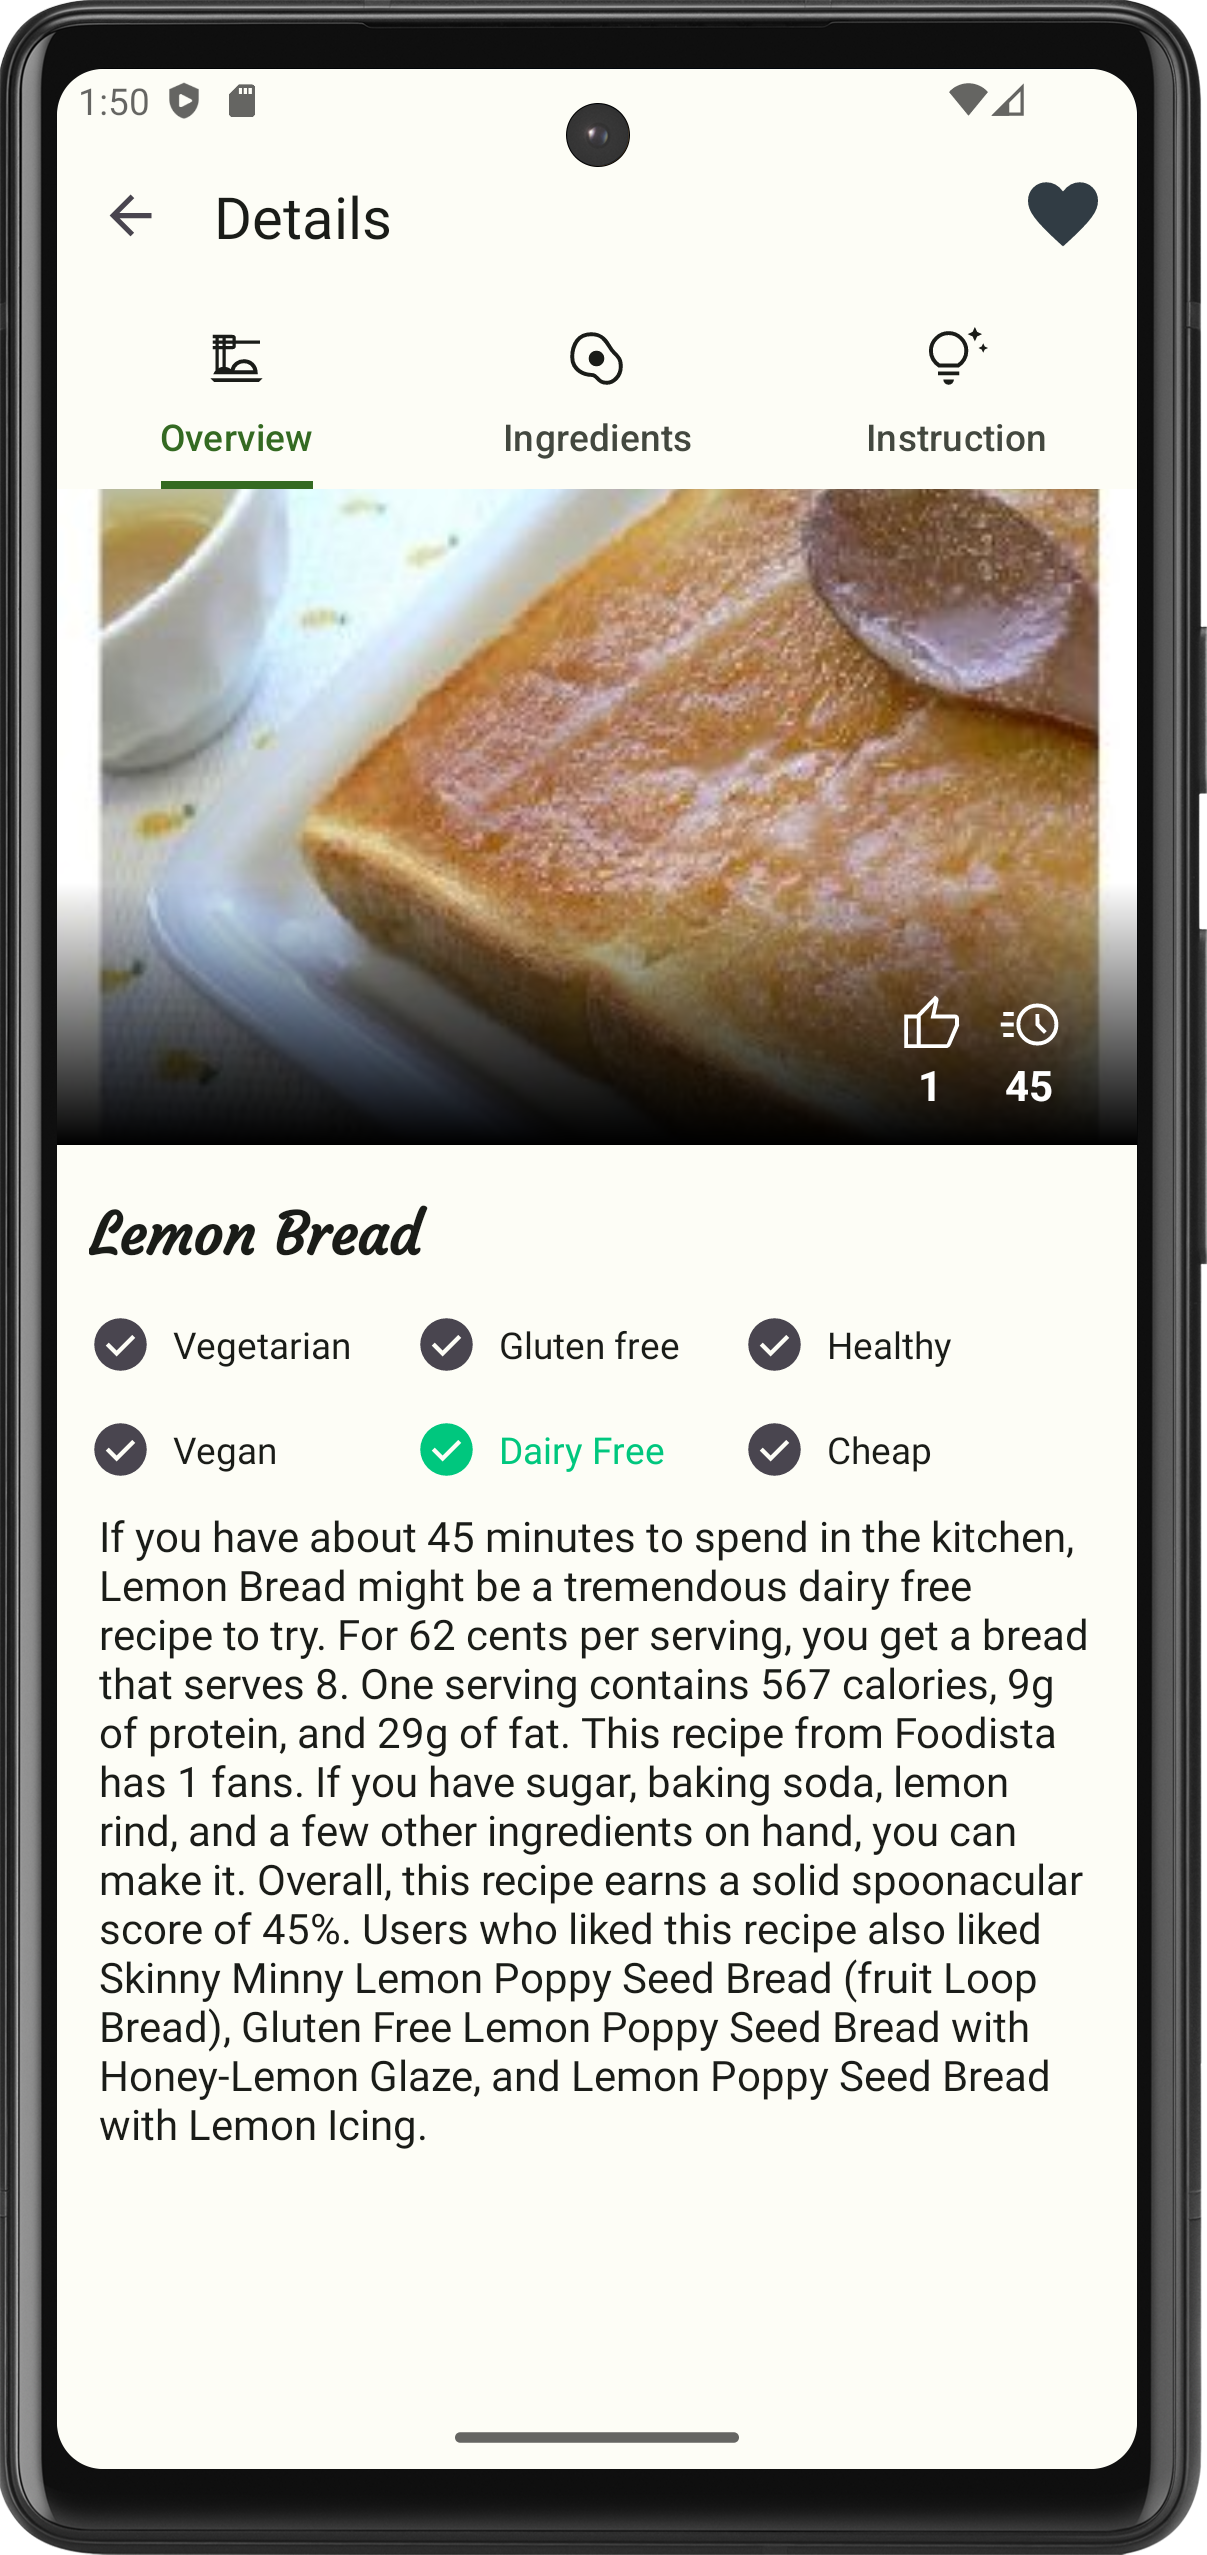 1:50
Details
Overview Ingredients Instruction
1 45
Lemon Bread
Vegetarian Gluten free Healthy
Vegan Dairy Free Cheap
If you have about 45 minutes to spend in the kitchen,
Lemon Bread might be a tremendous dairy free
recipe to try. For 62 cents per serving, you get a bread
that serves 8. One serving contains 567 calories, 9g
of protein, and 29g of fat. This recipe from Foodista
has 1 fans. If you have sugar, baking soda, lemon
rind, and a few other ingredients on hand, you can
make it. Overall, this recipe earns a solid spoonacular
score of 45%. Users who liked this recipe also liked
Skinny Minny Lemon Poppy Seed Bread (fruit Loop
Bread), Gluten Free Lemon Poppy Seed Bread with
Honey-Lemon Glaze, and Lemon Poppy Seed Bread
with Lemon Icing.